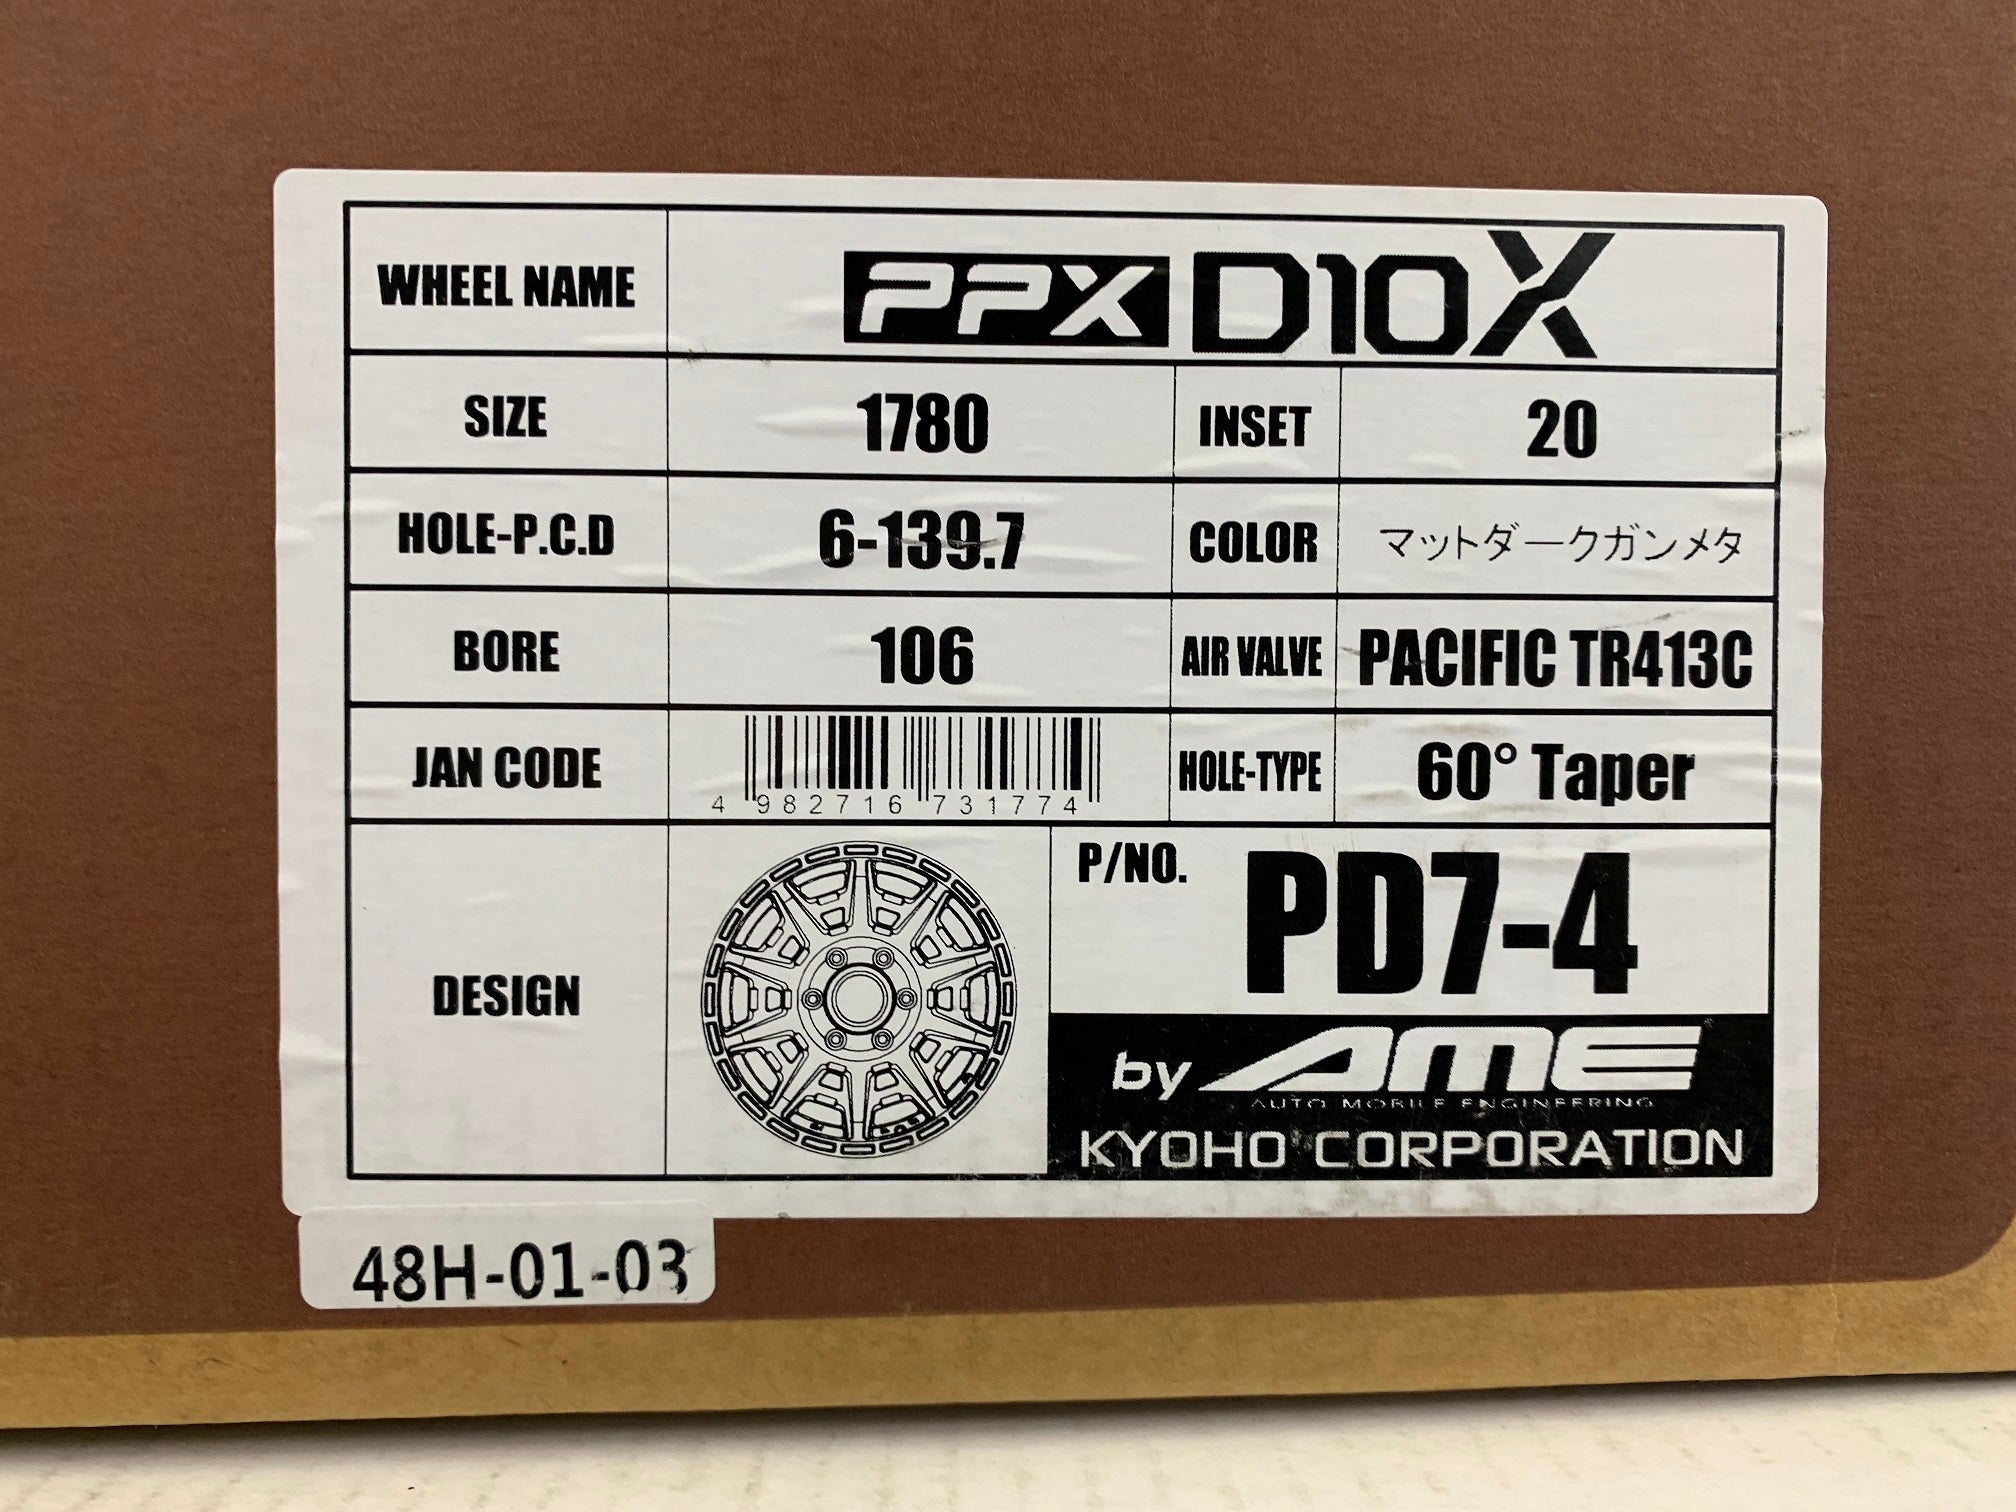 WHEEL NAME PPX D10X
SIZE 1780 INSET 20
HOLE-P.C.D 6-139.7 COLOR マットダークガンメタ
BORE 106 AIR VALVE PACIFIC TR413C
JAN CODE 4 982716 731774 HOLE-TYPE 60° Taper
DESIGN P/NO. PD7-4
by AME
AUTO MOBILE ENGINEERING
KYOHO CORPORATION
48H-01-03